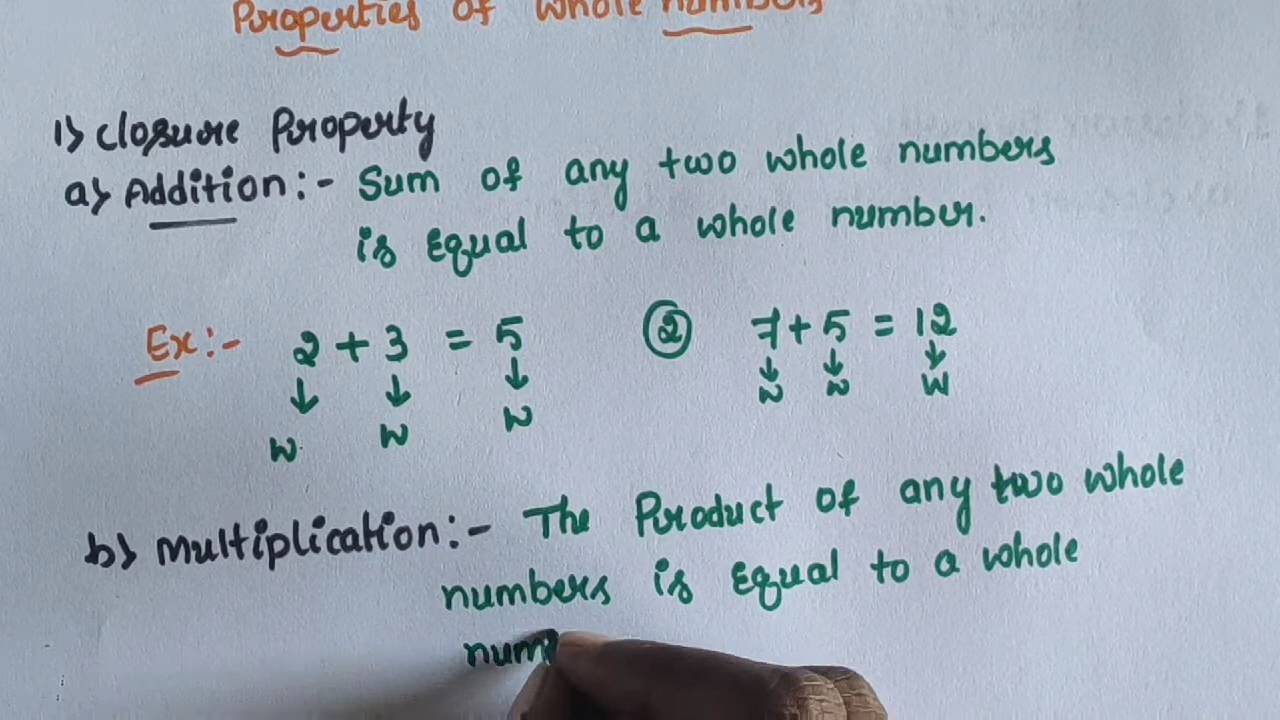 Properties of whole numbers
1) Closure Property
a) Addition :- Sum of any two whole numbers
is equal to a whole number.
Ex :- 2 + 3 = 5 ② 7 + 5 = 12
↓ ↓ ↓ ↓ ↓ ↓
W W W W W W
b) Multiplication :- The Product of any two whole
numbers is equal to a whole
num